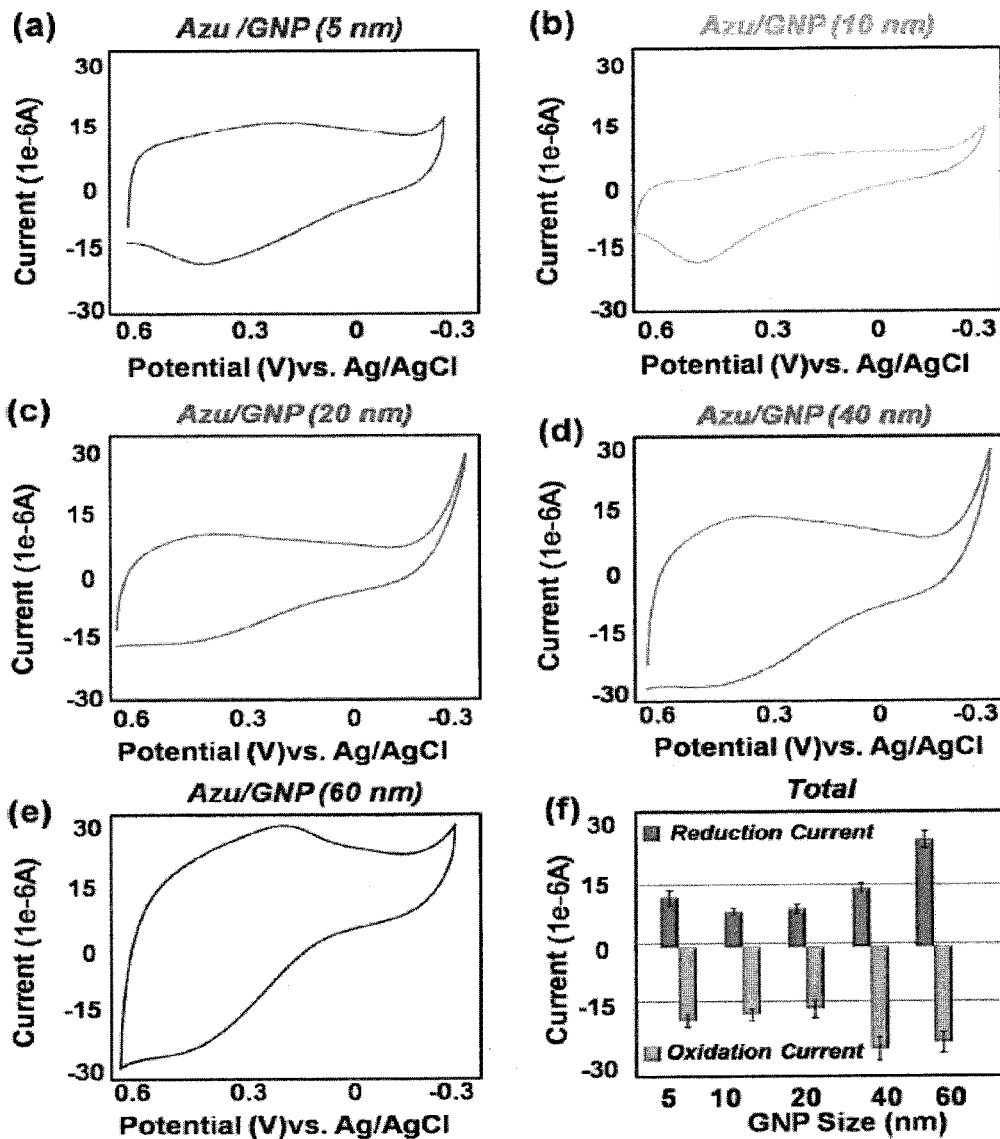 (a)
Azu /GNP (5 nm)
Current (1e-6A)
30
15
0
-15
-30
0.6 0.3 0 -0.3
Potential (V)vs. Ag/AgCl
(b)
Azu/GNP (10 nm)
Current (1e-6A)
30
15
0
-15
-30
0.6 0.3 0 -0.3
Potential (V)vs. Ag/AgCl
(c)
Azu/GNP (20 nm)
Current (1e-6A)
30
15
0
-15
-30
0.6 0.3 0 -0.3
Potential (V)vs. Ag/AgCl
(d)
Azu/GNP (40 nm)
Current (1e-6A)
30
15
0
-15
-30
0.6 0.3 0 -0.3
Potential (V)vs. Ag/AgCl
(e)
Azu/GNP (60 nm)
Current (1e-6A)
30
15
0
-15
-30
0.6 0.3 0 -0.3
Potential (V)vs. Ag/AgCl
(f)
Total
Current (1e-6A)
30
15
0
-15
-30
Reduction Current
Oxidation Current
5 10 20 40 60
GNP Size (nm)